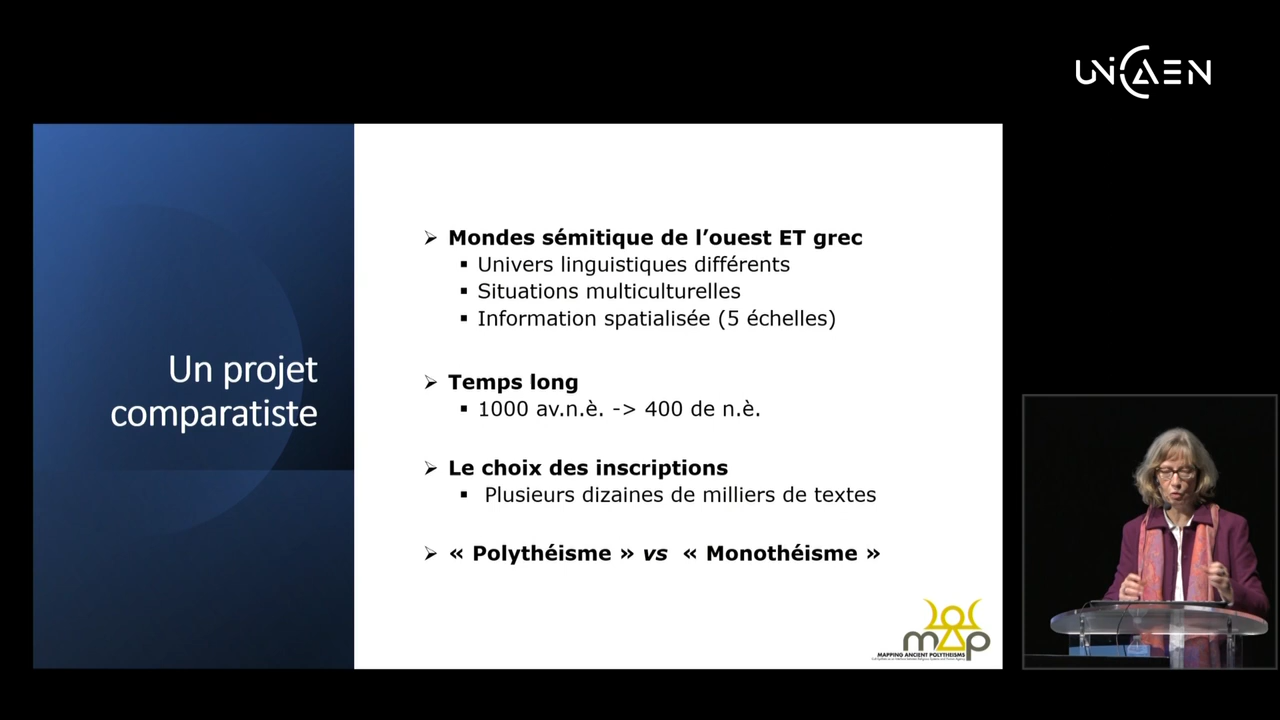 UNICAEN
Un projet
comparatiste
➢ Mondes sémitique de l’ouest ET grec
▪ Univers linguistiques différents
▪ Situations multiculturelles
▪ Information spatialisée (5 échelles)
➢ Temps long
▪ 1000 av.n.è. -> 400 de n.è.
➢ Le choix des inscriptions
▪ Plusieurs dizaines de milliers de textes
➢ « Polythéisme » vs « Monothéisme »
map
MAPPING ANCIENT POLYTHEISMS